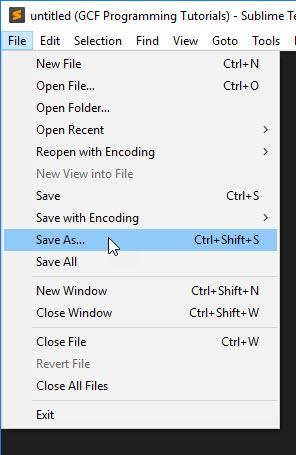 untitled (GCF Programming Tutorials) - Sublime Te
File Edit Selection Find View Goto Tools
New File Ctrl+N
Open File... Ctrl+O
Open Folder...
Open Recent
Reopen with Encoding
New View into File
Save Ctrl+S
Save with Encoding
Save As... Ctrl+Shift+S
Save All
New Window Ctrl+Shift+N
Close Window Ctrl+Shift+W
Close File Ctrl+W
Revert File
Close All Files
Exit